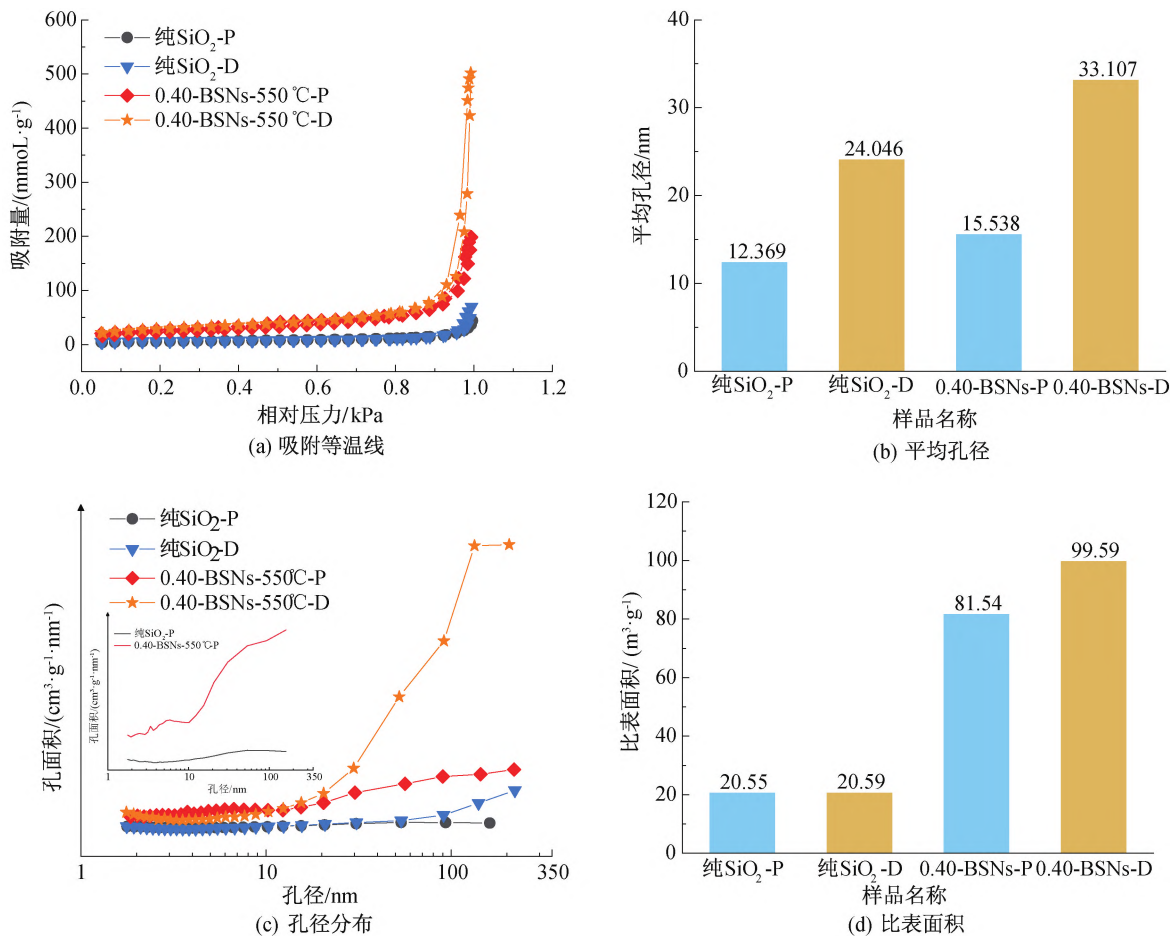 600
500
400
300
200
100
0
0.0 0.2 0.4 0.6 0.8 1.0 1.2
吸附量/(mmoL·g⁻¹)
相对压力/kPa
纯SiO₂-P
纯SiO₂-D
0.40-BSNs-550℃-P
0.40-BSNs-550℃-D
(a) 吸附等温线
40
30
20
10
0
平均孔径/nm
12.369
24.046
15.538
33.107
纯SiO₂-P 纯SiO₂-D 0.40-BSNs-P 0.40-BSNs-D
样品名称
(b) 平均孔径
纯SiO₂-P
纯SiO₂-D
0.40-BSNs-550℃-P
0.40-BSNs-550℃-D
孔面积/(cm³·g⁻¹·nm⁻¹)
纯SiO₂-P
0.40-BSNs-550℃-P
孔面积/(cm³·g⁻¹·nm⁻¹)
1 10 100 350
孔径/nm
1 10 100 350
孔径/nm
(c) 孔径分布
120
100
80
60
40
20
0
比表面积/ (m³·g⁻¹)
20.55
20.59
81.54
99.59
纯SiO₂-P 纯SiO₂-D 0.40-BSNs-P 0.40-BSNs-D
样品名称
(d) 比表面积